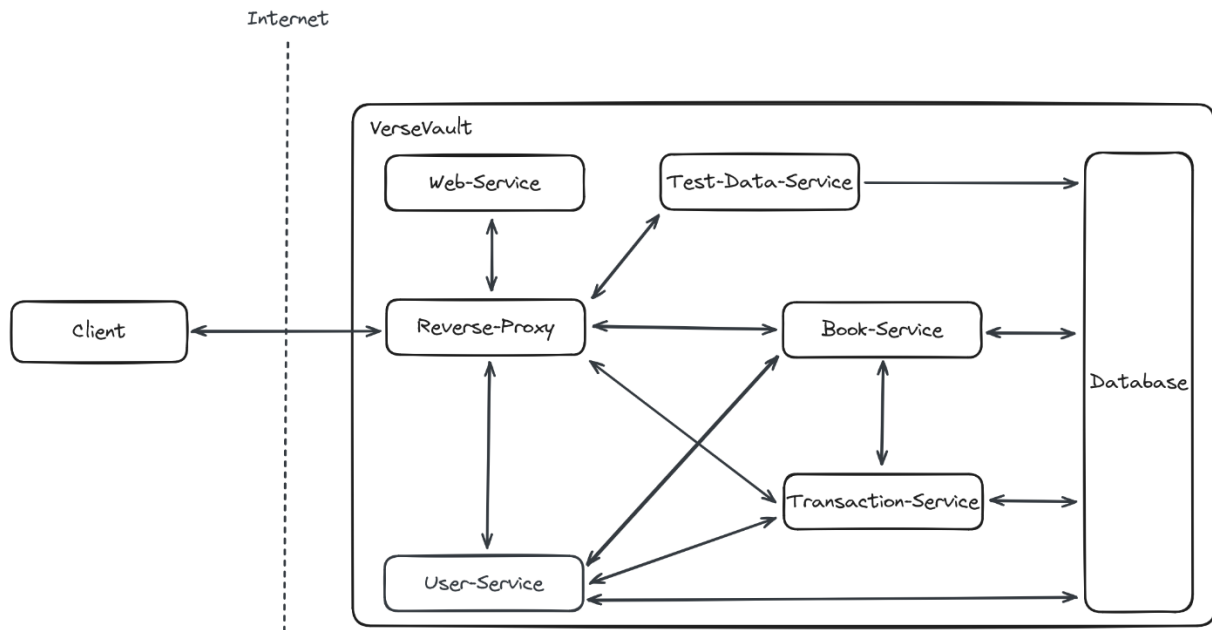 Internet
VerseVault
Web-Service
Test-Data-Service
Client
Reverse-Proxy
Book-Service
Database
Transaction-Service
User-Service